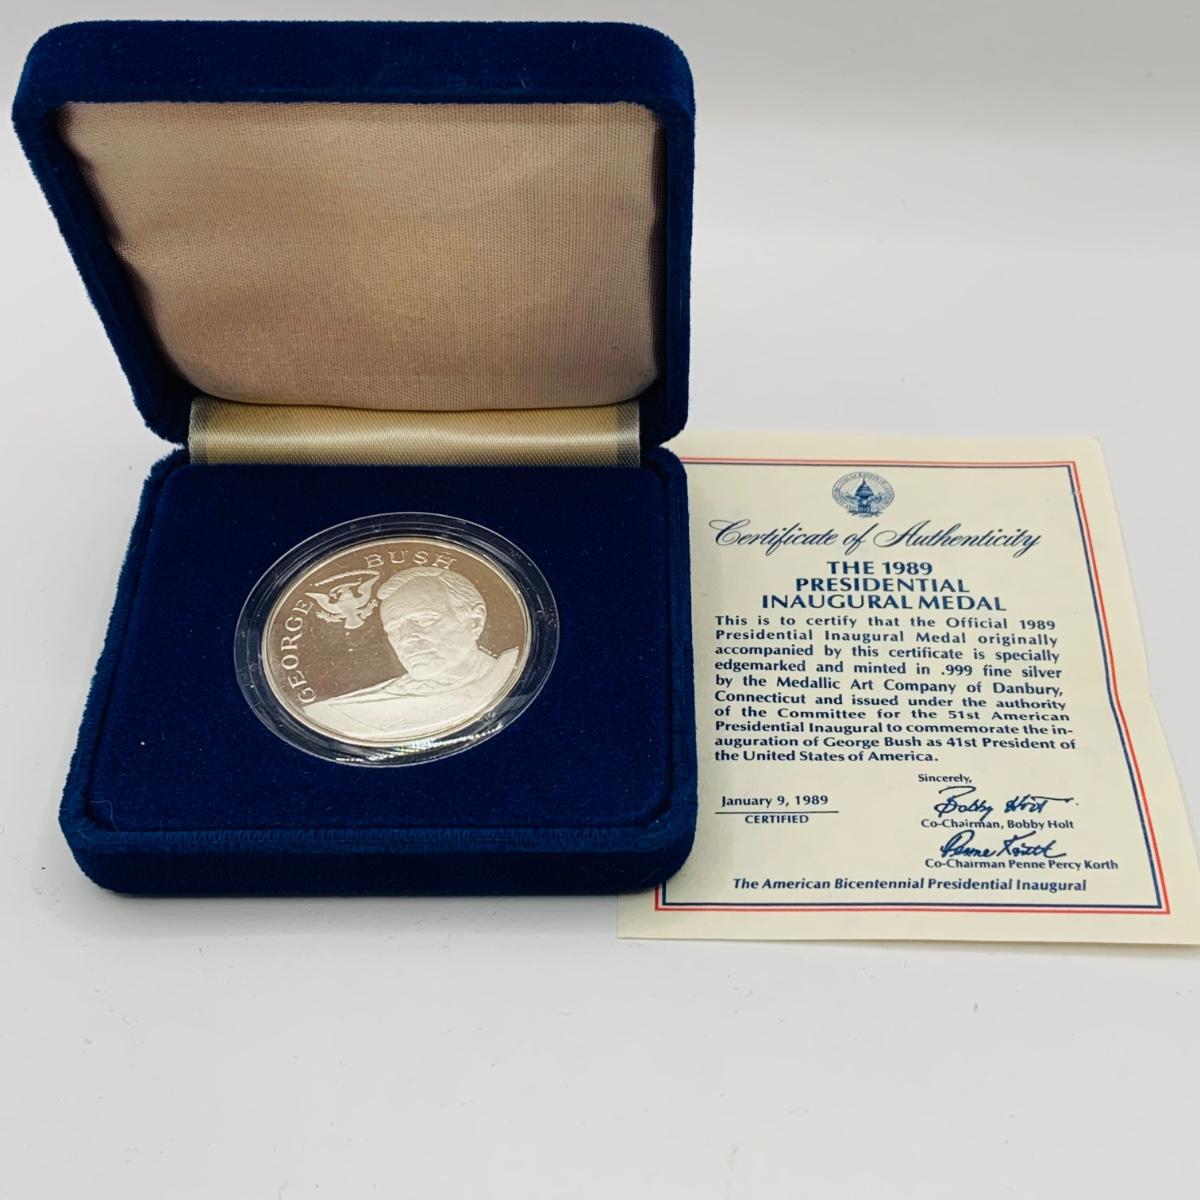 GEORGE BUSH
Certificate of Authenticity
THE 1989
PRESIDENTIAL
INAUGURAL MEDAL
This is to certify that the Official 1989
Presidential Inaugural Medal originally
accompanied by this certificate is specially
edgemarked and minted in .999 fine silver
by the Medallic Art Company of Danbury,
Connecticut and issued under the authority
of the Committee for the 51st American
Presidential Inaugural to commemorate the in-
auguration of George Bush as 41st President of
the United States of America.
Sincerely,
January 9, 1989
CERTIFIED
Bobby Holt
Co-Chairman, Bobby Holt
Penne Korth
Co-Chairman Penne Percy Korth
The American Bicentennial Presidential Inaugural